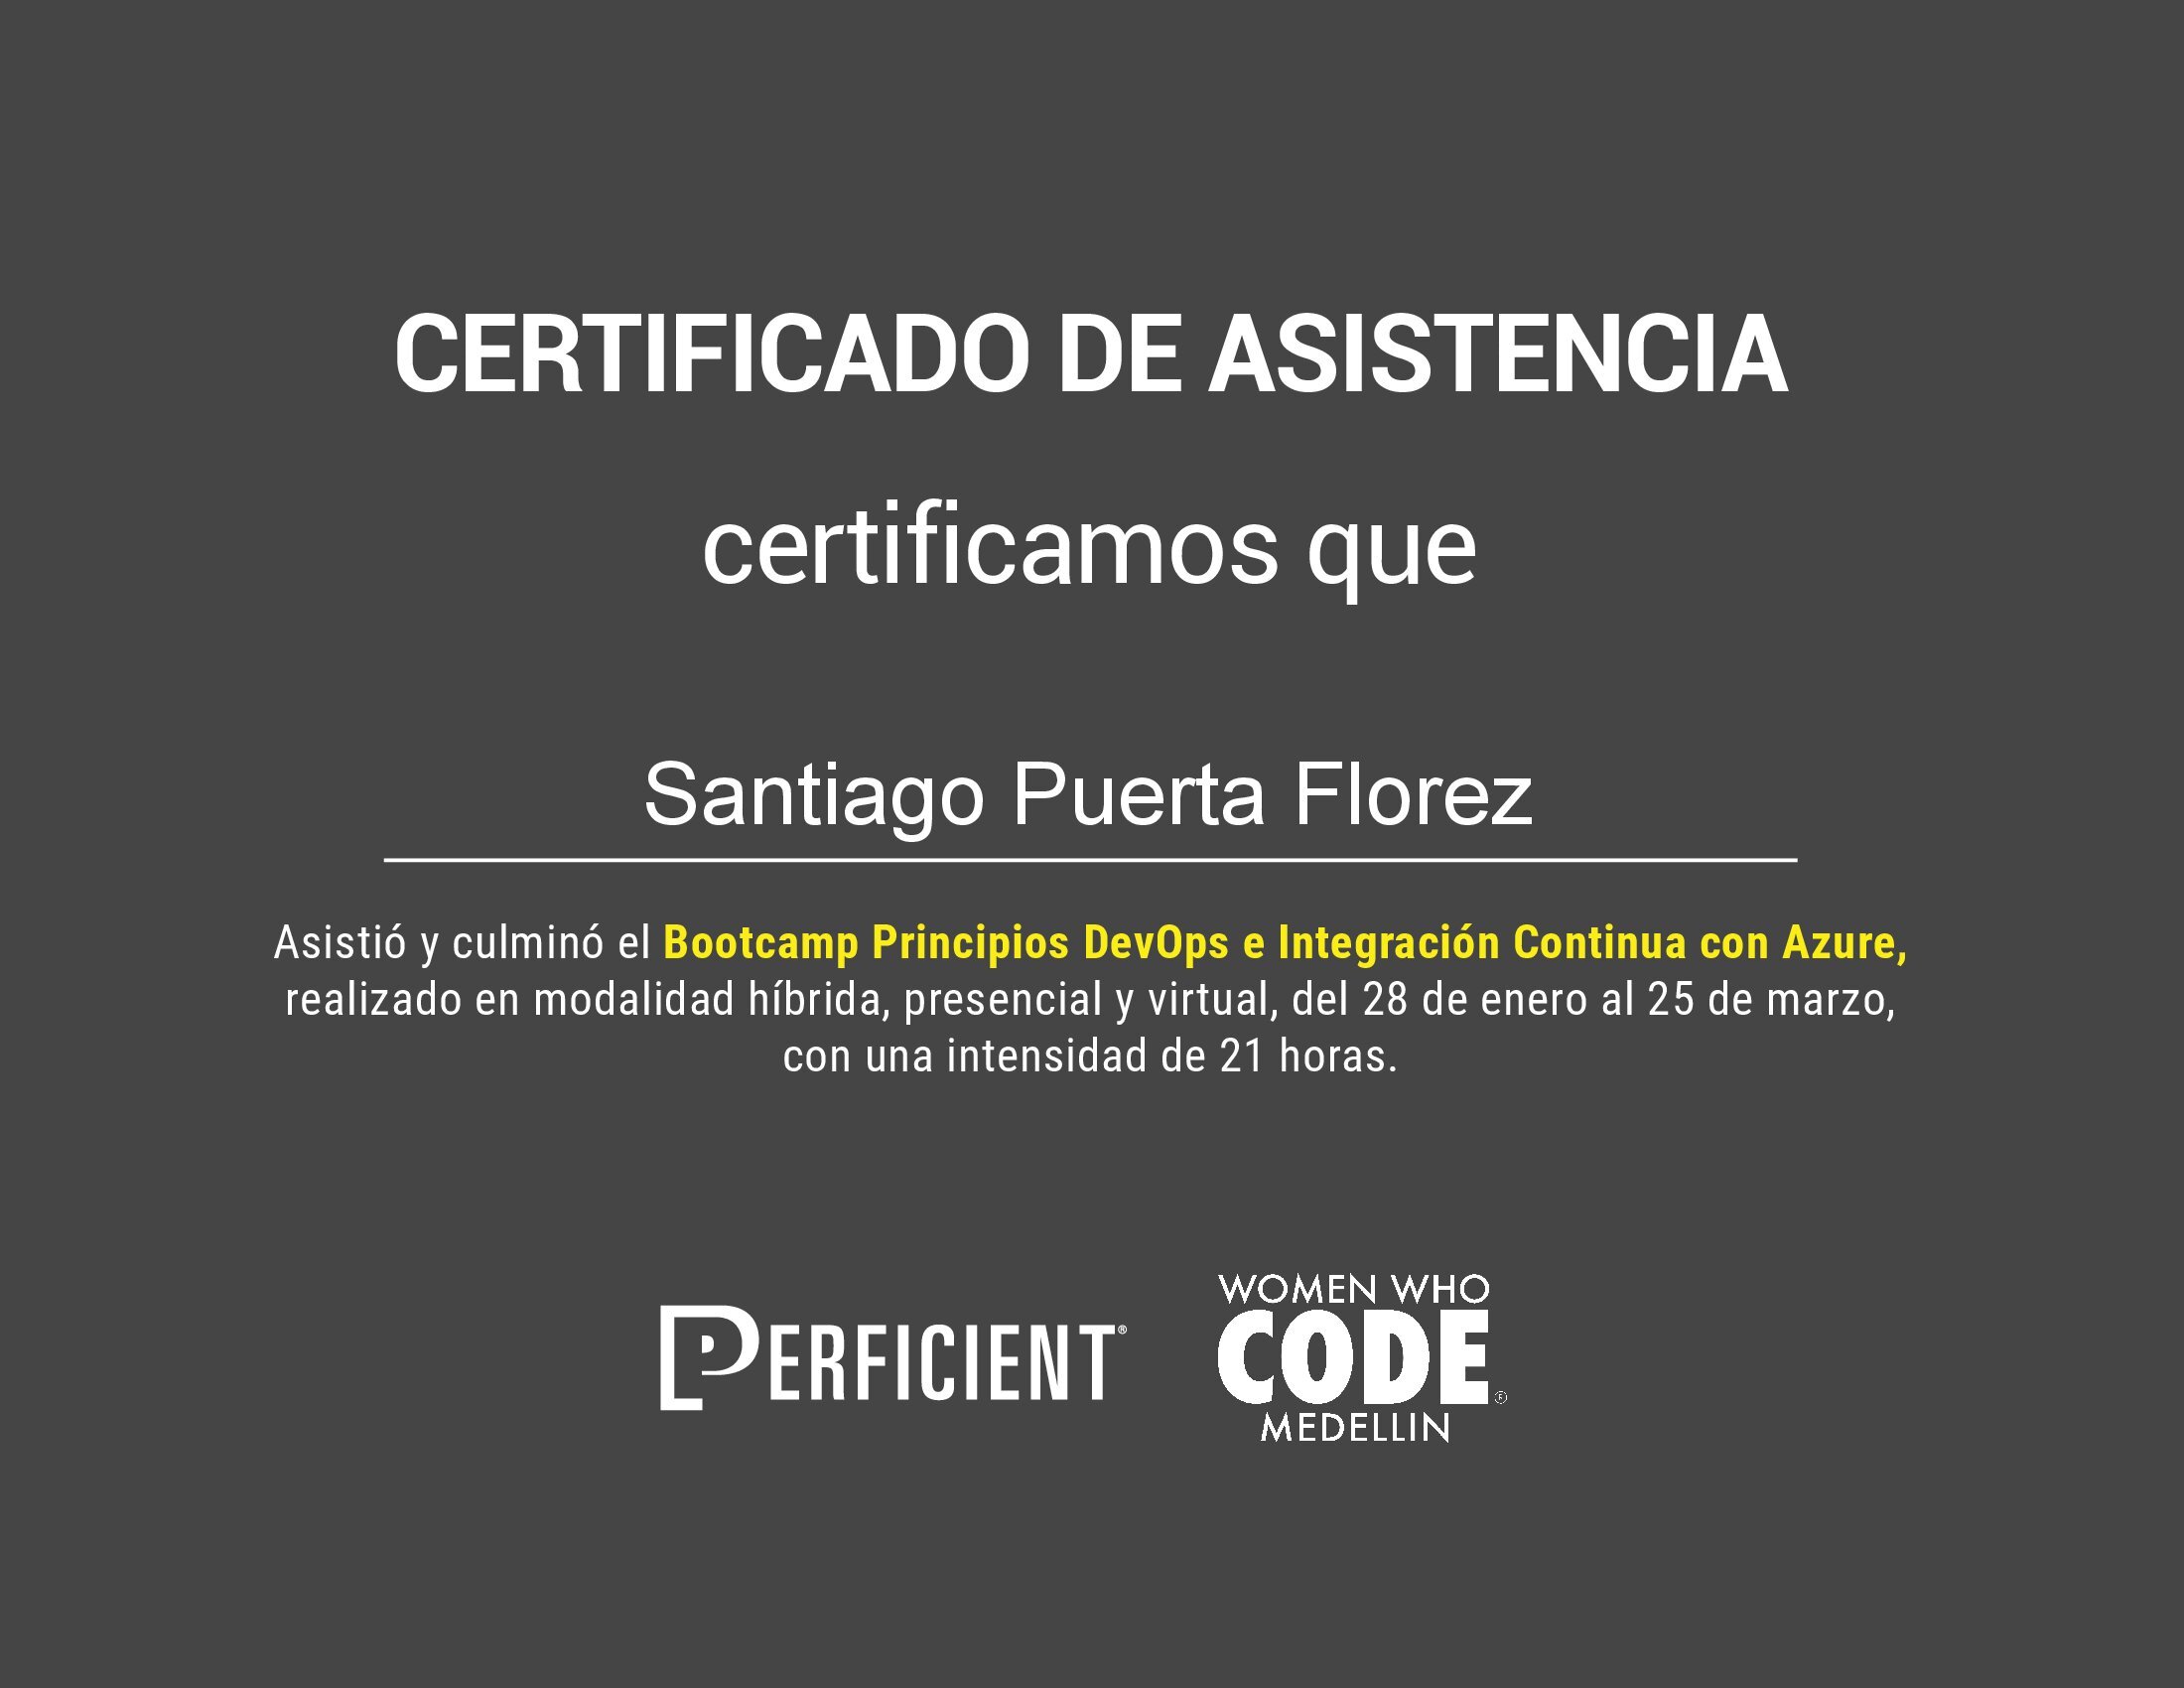 CERTIFICADO DE ASISTENCIA
certificamos que
Santiago Puerta Florez
Asistió y culminó el Bootcamp Principios DevOps e Integración Continua con Azure,
realizado en modalidad híbrida, presencial y virtual, del 28 de enero al 25 de marzo,
con una intensidad de 21 horas.
PERFICIENT®
WOMEN WHO
CODE®
MEDELLIN